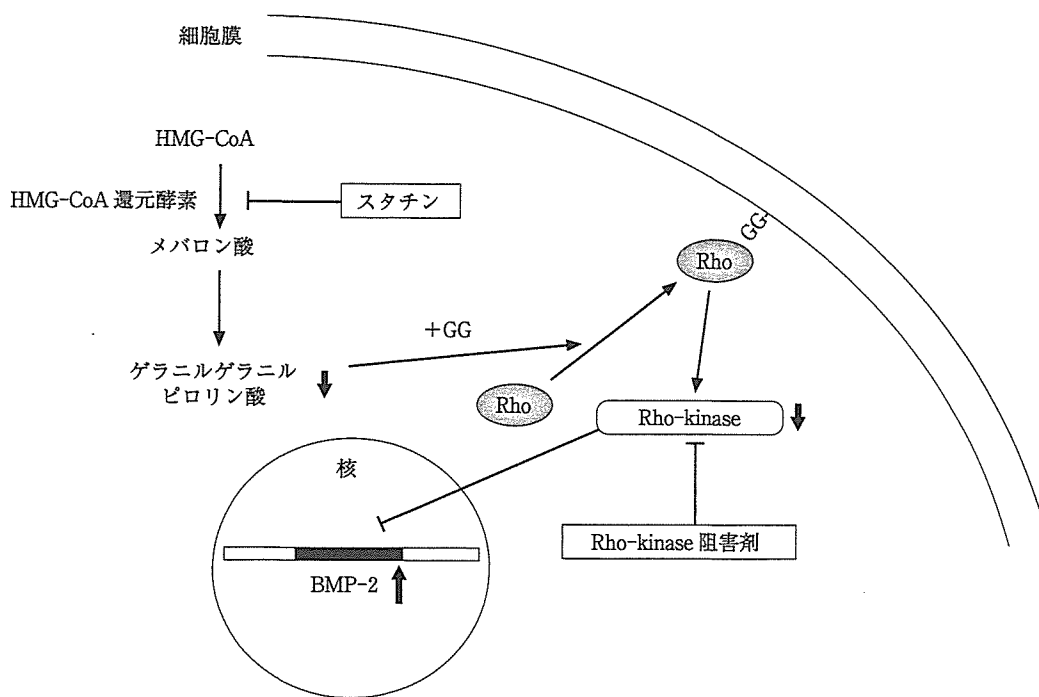 細胞膜
HMG-CoA
HMG-CoA 還元酵素
スタチン
メバロン酸
GG-
Rho
+GG
ゲラニルゲラニル
ピロリン酸
Rho
Rho-kinase
核
Rho-kinase 阻害剤
BMP-2